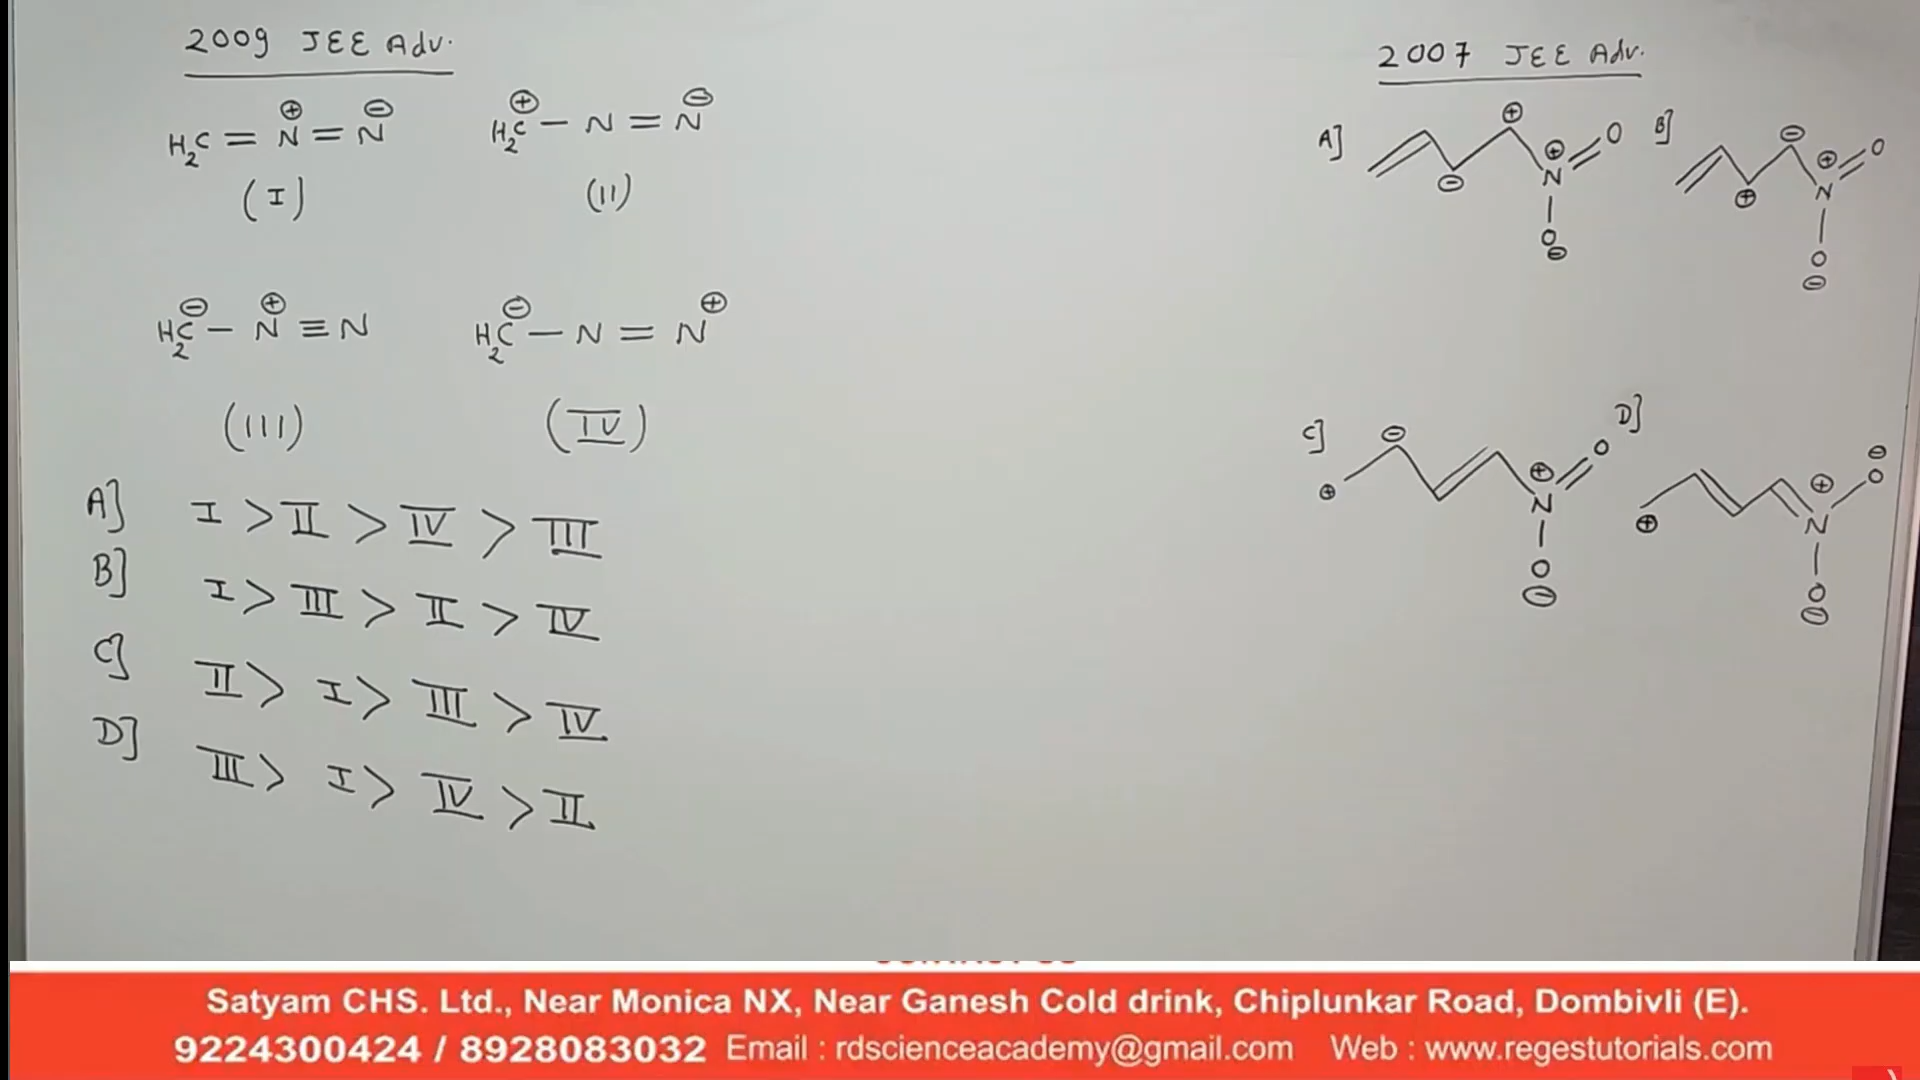 2009 JEE Adv.
H₂C = N⊕ = N⊖
(I)
H₂C⊕ – N = N⊖
(II)
H₂C⊖ – N⊕ ≡ N
(III)
H₂C⊖ – N = N⊕
(IV)
A] I > II > IV > III
B] I > III > II > IV
C] II > I > III > IV
D] III > I > IV > II
2007 JEE Adv.
A] ⊖ ⊕ N⊕ O O⊖
B] ⊕ ⊖ N⊕ O O⊖
C] ⊕ ⊖ N⊕ O O⊖
D] ⊕ N⊕ O⊖ O⊖
Satyam CHS. Ltd., Near Monica NX, Near Ganesh Cold drink, Chiplunkar Road, Dombivli (E).
9224300424 / 8928083032 Email : rdscienceacademy@gmail.com Web : www.regestutorials.com